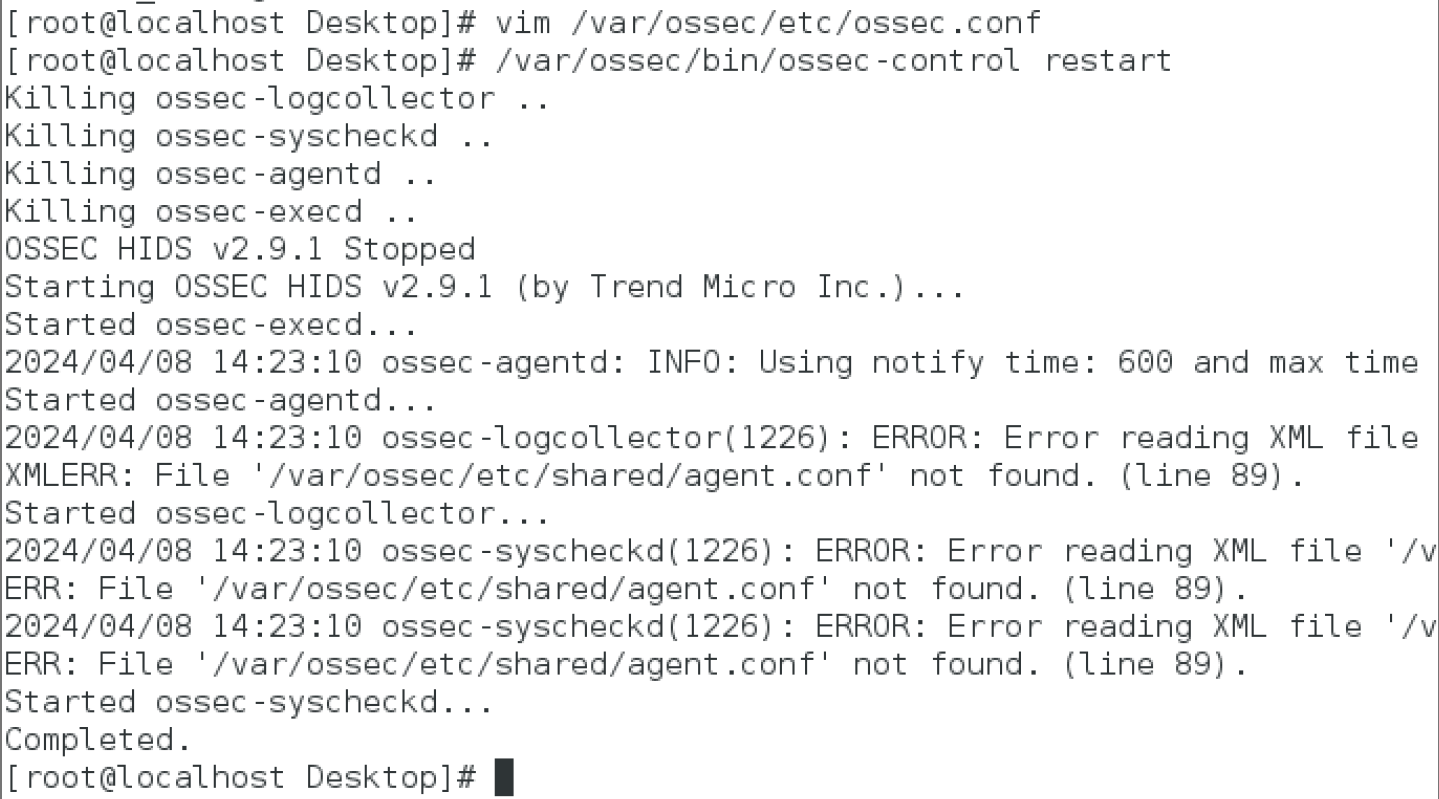 [root@localhost Desktop]# vim /var/ossec/etc/ossec.conf
[root@localhost Desktop]# /var/ossec/bin/ossec-control restart
Killing ossec-logcollector ..
Killing ossec-syscheckd ..
Killing ossec-agentd ..
Killing ossec-execd ..
OSSEC HIDS v2.9.1 Stopped
Starting OSSEC HIDS v2.9.1 (by Trend Micro Inc.)...
Started ossec-execd...
2024/04/08 14:23:10 ossec-agentd: INFO: Using notify time: 600 and max time
Started ossec-agentd...
2024/04/08 14:23:10 ossec-logcollector(1226): ERROR: Error reading XML file
XMLERR: File '/var/ossec/etc/shared/agent.conf' not found. (line 89).
Started ossec-logcollector...
2024/04/08 14:23:10 ossec-syscheckd(1226): ERROR: Error reading XML file '/v
ERR: File '/var/ossec/etc/shared/agent.conf' not found. (line 89).
2024/04/08 14:23:10 ossec-syscheckd(1226): ERROR: Error reading XML file '/v
ERR: File '/var/ossec/etc/shared/agent.conf' not found. (line 89).
Started ossec-syscheckd...
Completed.
[root@localhost Desktop]#